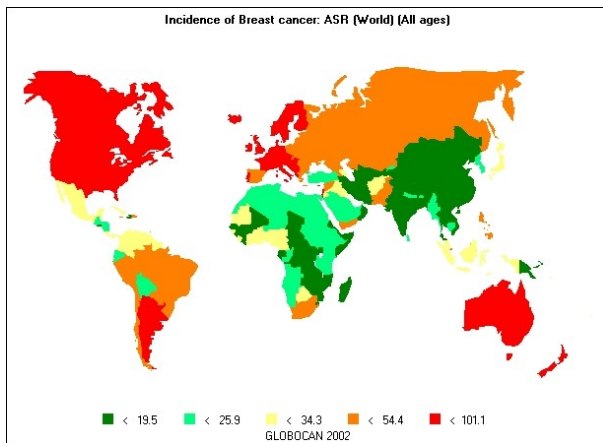 Incidence of Breast cancer: ASR (World) (All ages)
< 19.5 < 25.9 < 34.3 < 54.4 < 101.1
GLOBOCAN 2002